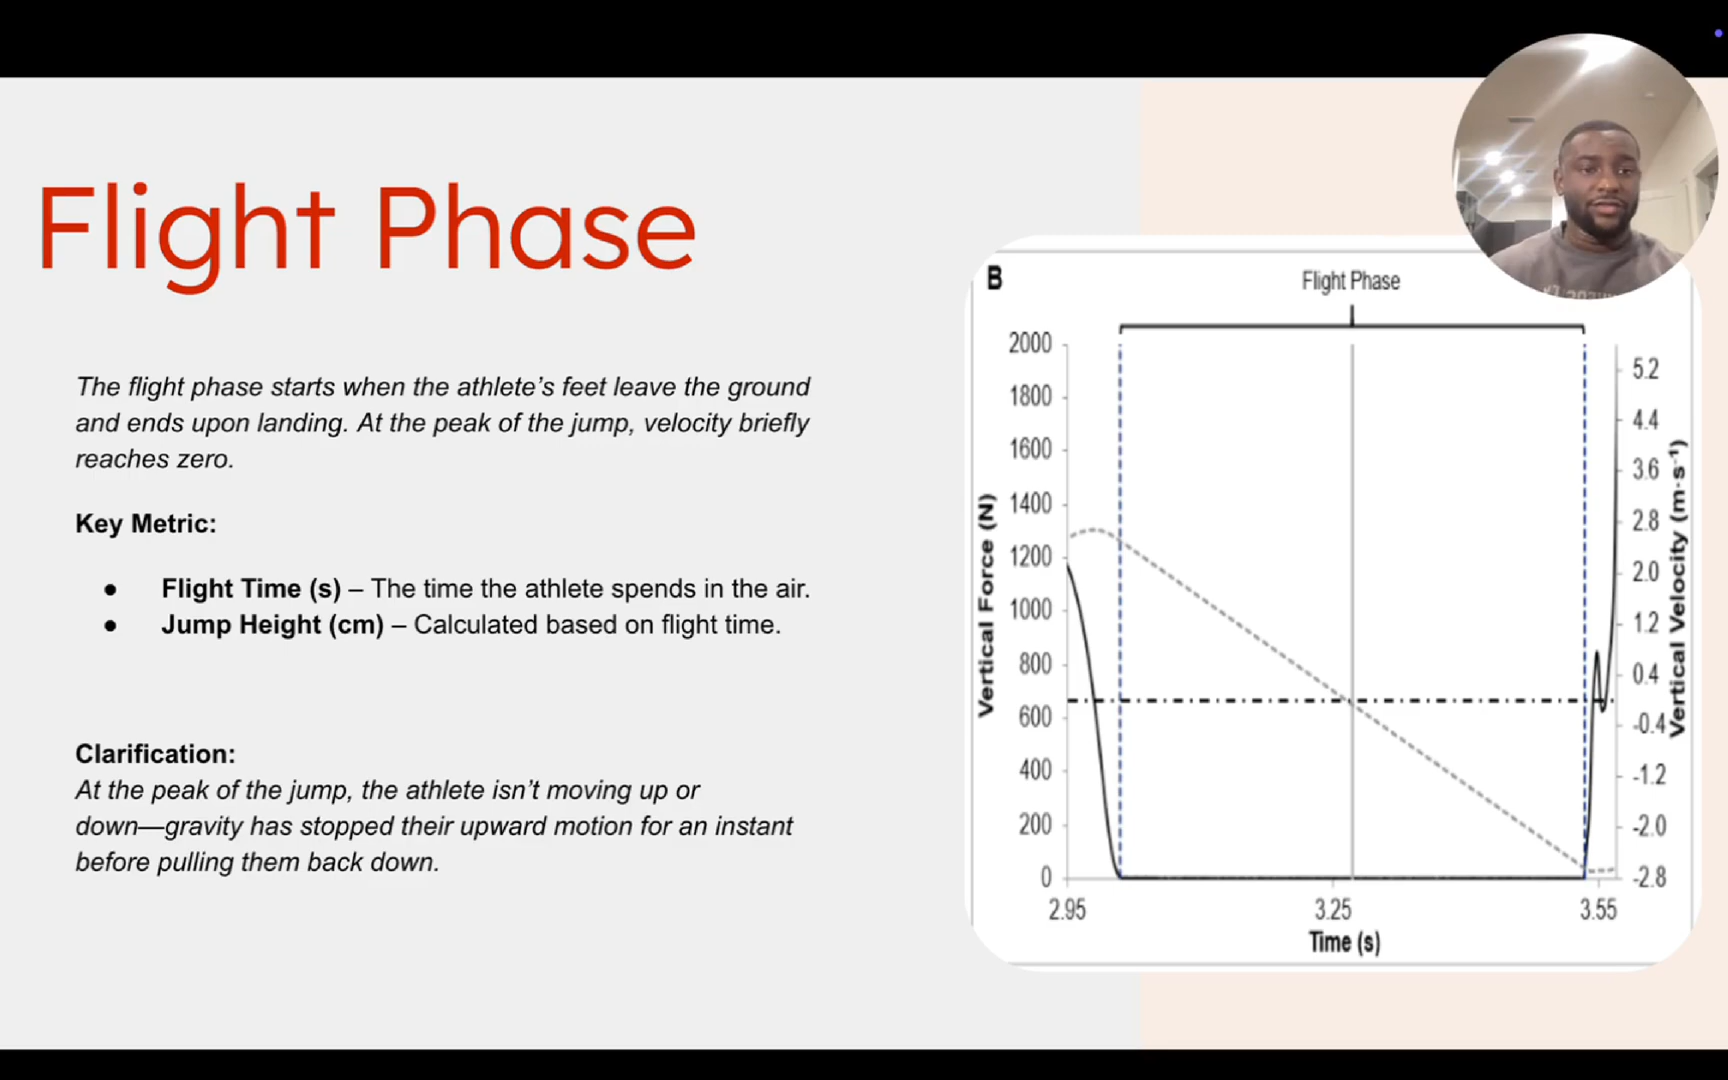 Flight Phase
The flight phase starts when the athlete’s feet leave the ground
and ends upon landing. At the peak of the jump, velocity briefly
reaches zero.
Key Metric:
● Flight Time (s) – The time the athlete spends in the air.
● Jump Height (cm) – Calculated based on flight time.
Clarification:
At the peak of the jump, the athlete isn’t moving up or
down—gravity has stopped their upward motion for an instant
before pulling them back down.
B
Flight Phase
Vertical Force (N)
2000
1800
1600
1400
1200
1000
800
600
400
200
0
5.2
4.4
3.6
2.8
2.0
1.2
0.4
-0.4
-1.2
-2.0
-2.8
Vertical Velocity (m·s⁻¹)
2.95 3.25 3.55
Time (s)